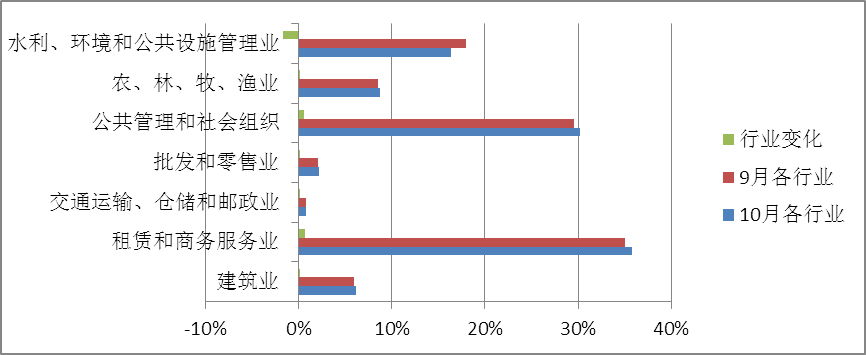 水利、环境和公共设施管理业
农、林、牧、渔业
公共管理和社会组织
批发和零售业
交通运输、仓储和邮政业
租赁和商务服务业
建筑业
-10%
0%
10%
20%
30%
40%
行业变化
9月各行业
10月各行业